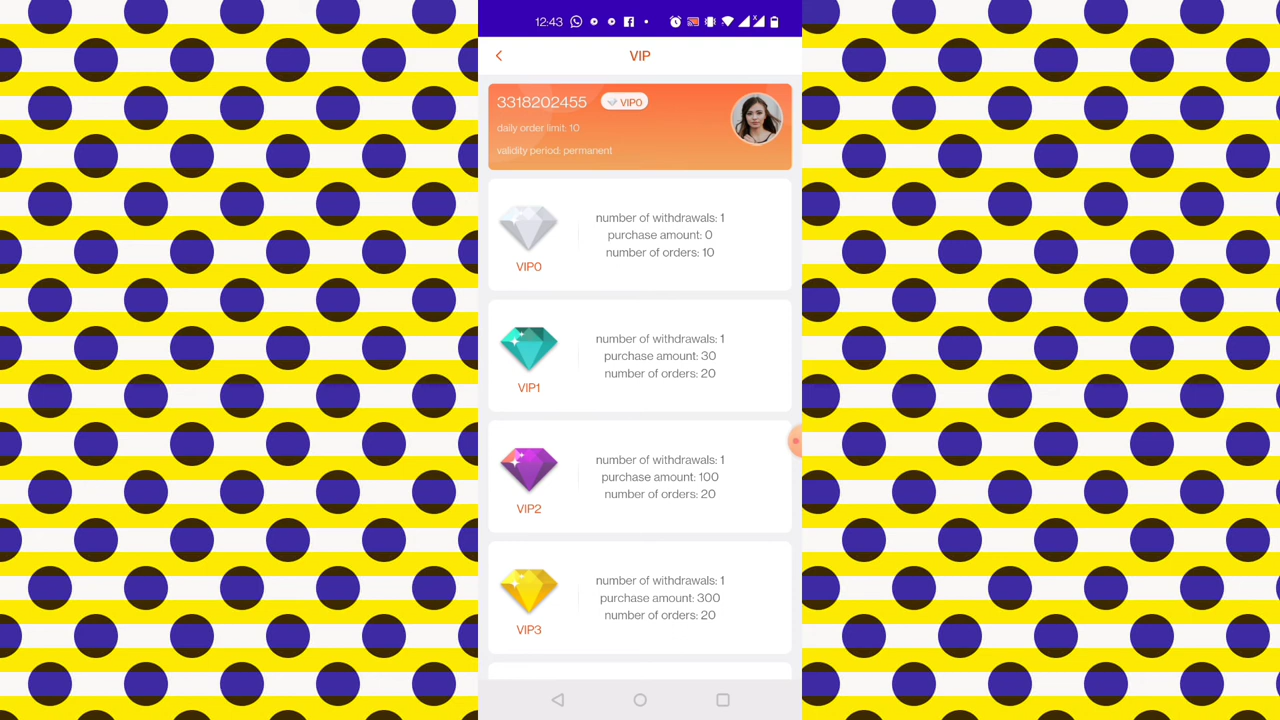 12:43
VIP
3318202455 VIP0
daily order limit: 10
validity period: permanent
number of withdrawals: 1
purchase amount: 0
number of orders: 10
VIP0
number of withdrawals: 1
purchase amount: 30
number of orders: 20
VIP1
number of withdrawals: 1
purchase amount: 100
number of orders: 20
VIP2
number of withdrawals: 1
purchase amount: 300
number of orders: 20
VIP3